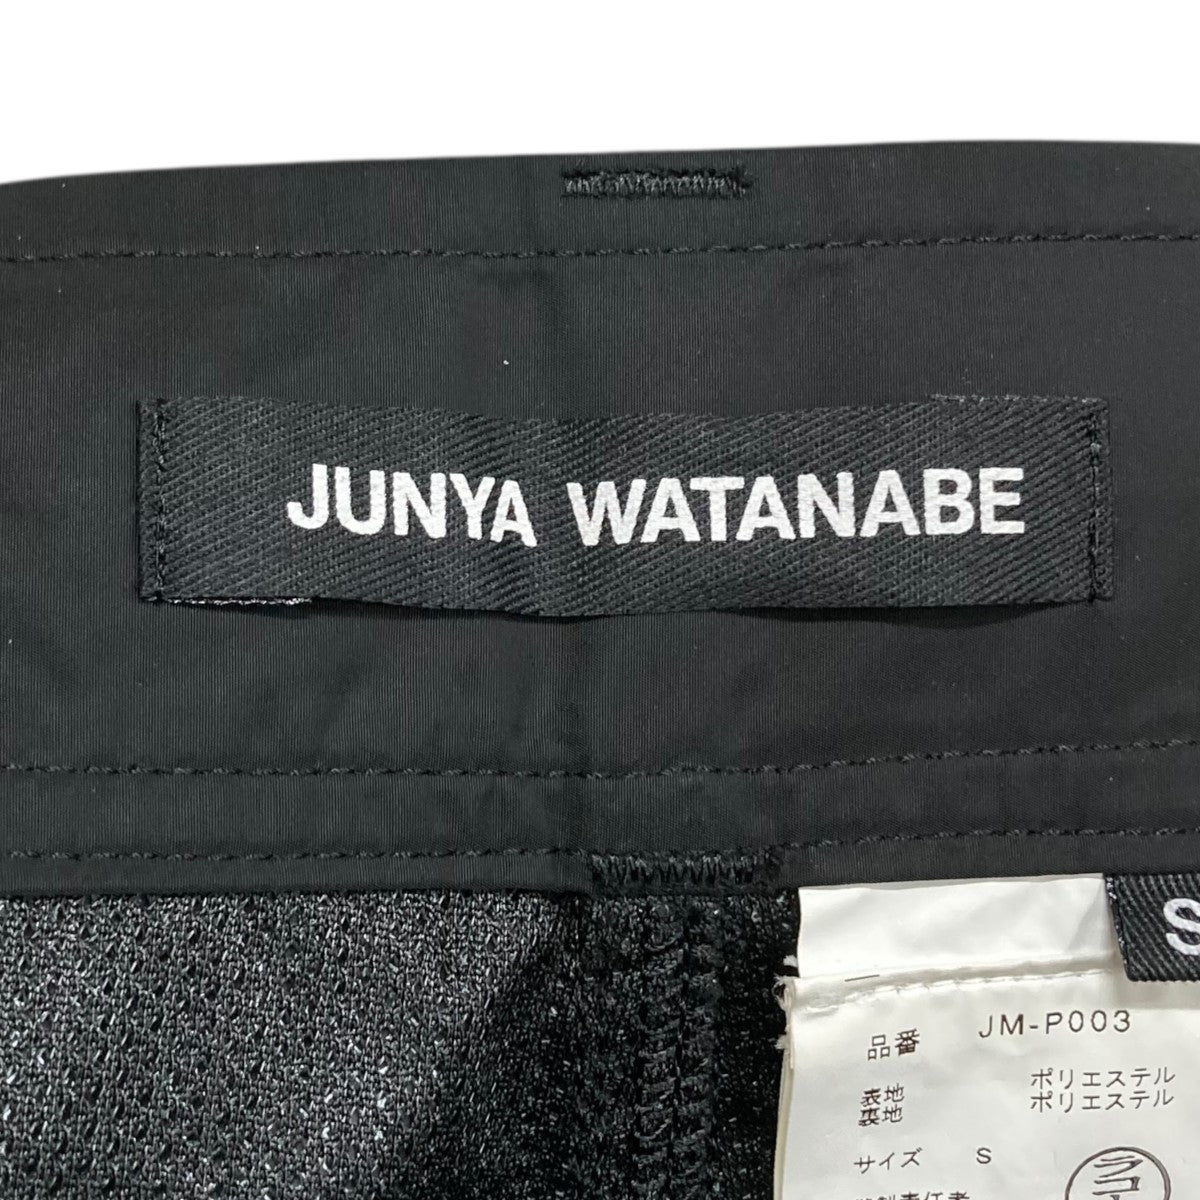 JUNYA WATANABE
S
品番 JM-P003
表地 ポリエステル
裏地 ポリエステル
サイズ S